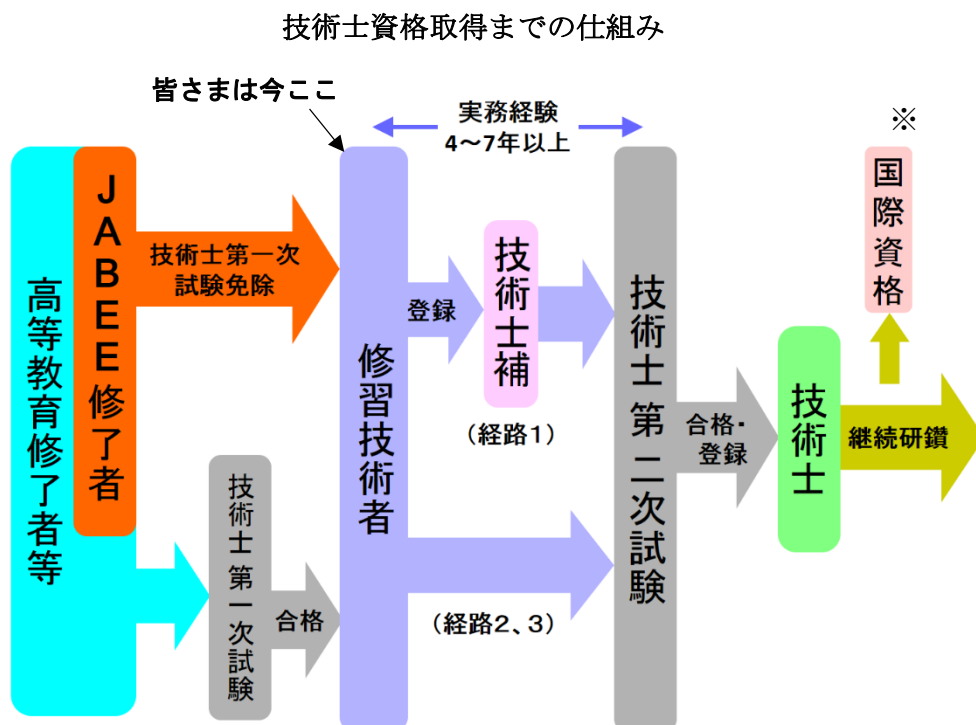 技術士資格取得までの仕組み
皆さまは今ここ
実務経験
4～7年以上
※
国際資格
高等教育修了者等
JABEE修了者
技術士第一次
試験免除
技術士第一次試験
合格
修習技術者
登録
技術士補
(経路1)
(経路2、3)
技術士第二次試験
合格・
登録
技術士
継続研鑽